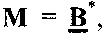 M = B*,